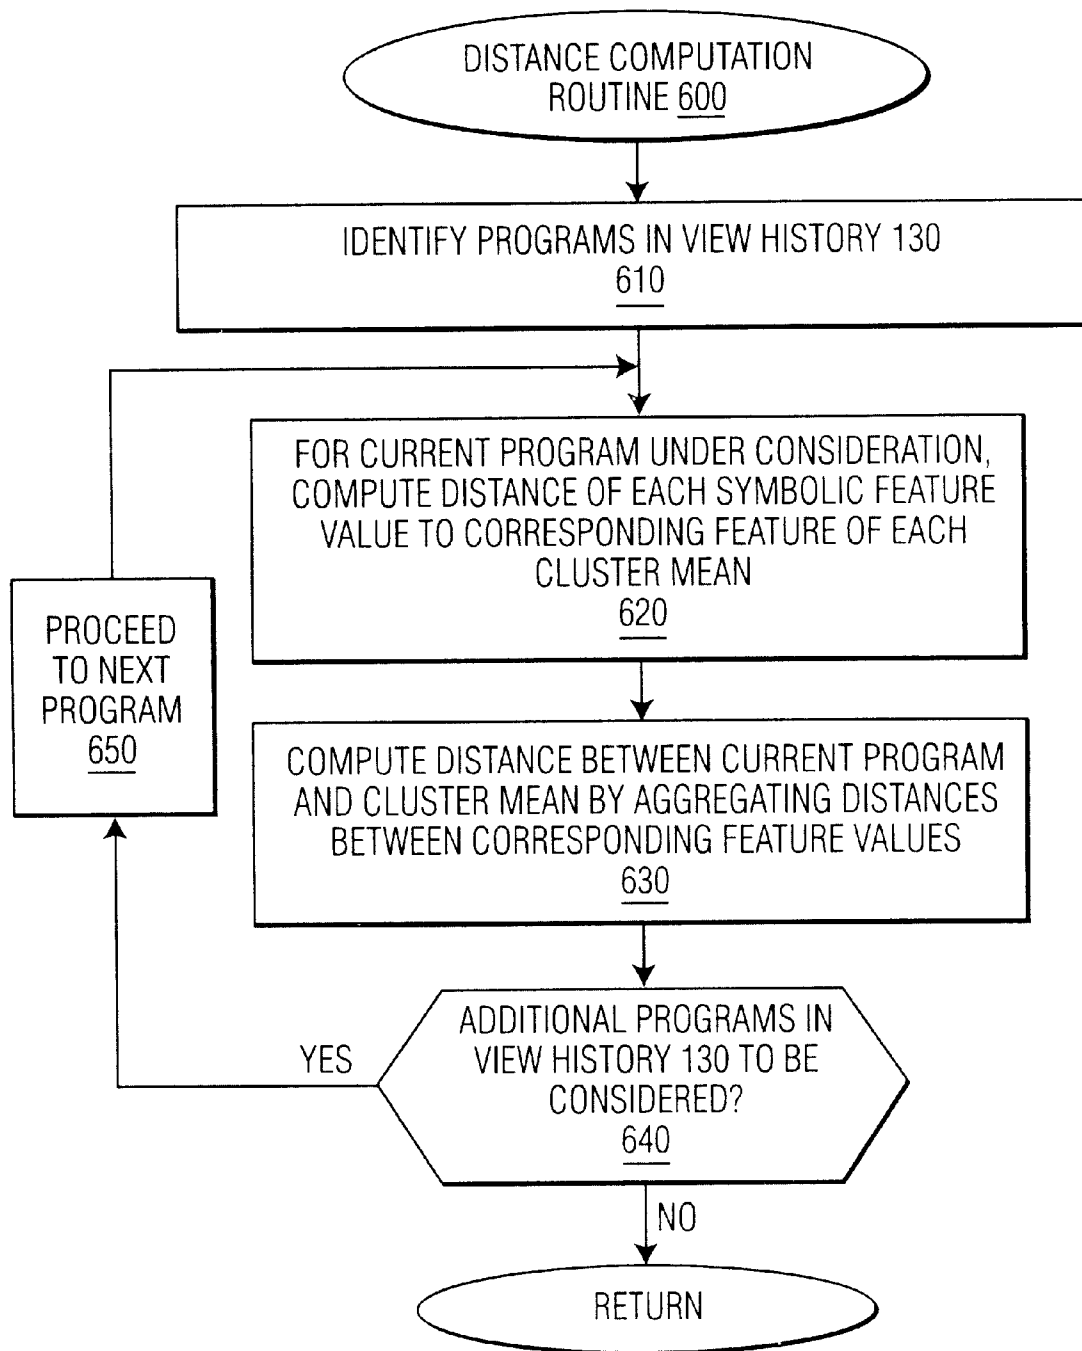 DISTANCE COMPUTATION
ROUTINE 600
IDENTIFY PROGRAMS IN VIEW HISTORY 130
610
FOR CURRENT PROGRAM UNDER CONSIDERATION,
COMPUTE DISTANCE OF EACH SYMBOLIC FEATURE
VALUE TO CORRESPONDING FEATURE OF EACH
CLUSTER MEAN
620
PROCEED
TO NEXT
PROGRAM
650
COMPUTE DISTANCE BETWEEN CURRENT PROGRAM
AND CLUSTER MEAN BY AGGREGATING DISTANCES
BETWEEN CORRESPONDING FEATURE VALUES
630
ADDITIONAL PROGRAMS IN
VIEW HISTORY 130 TO BE
CONSIDERED?
640
YES
NO
RETURN